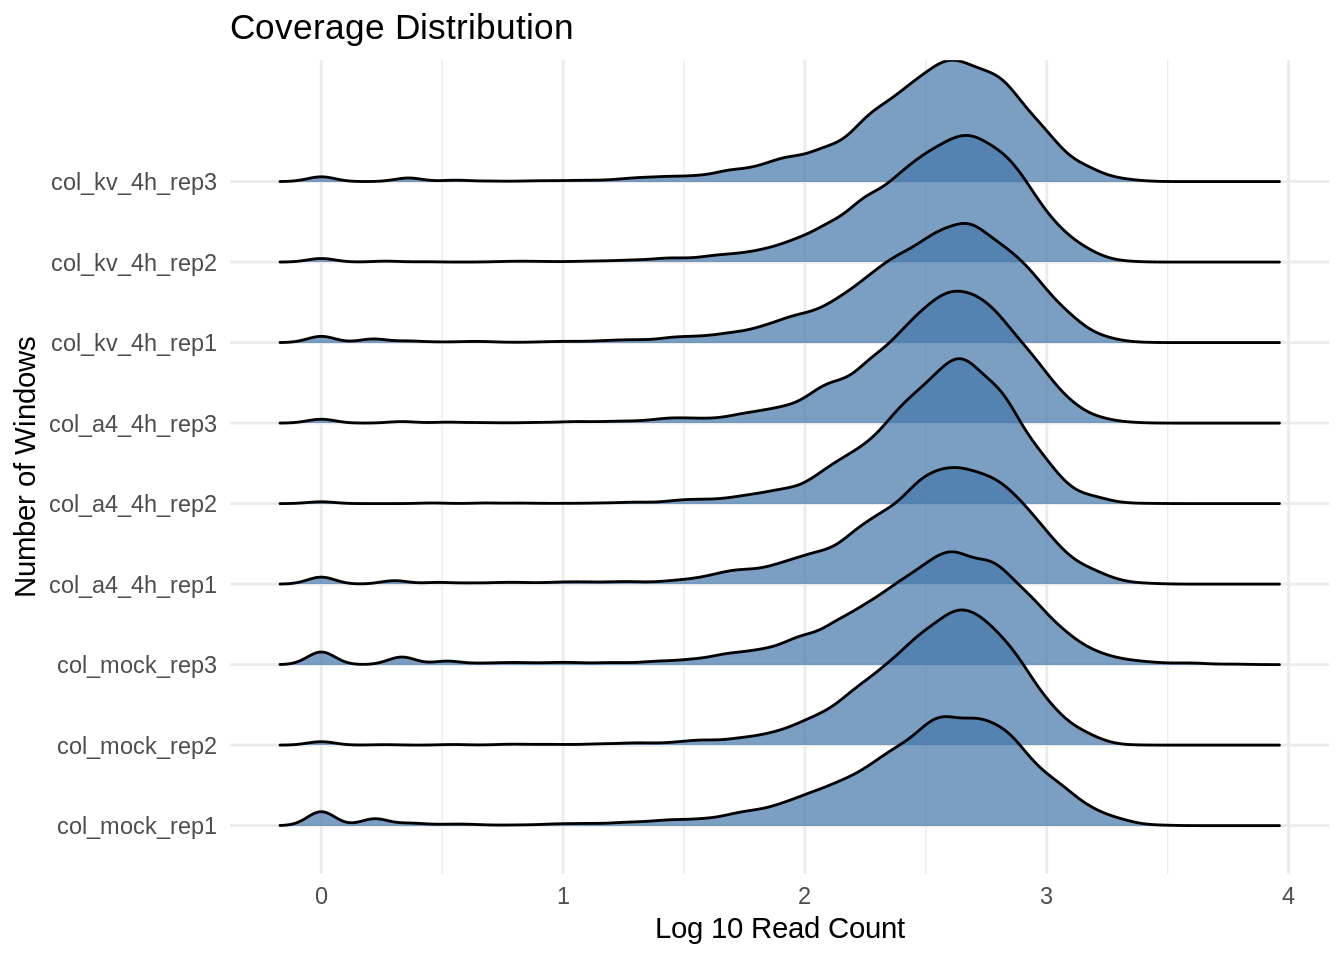 Coverage Distribution
Number of Windows
col_kv_4h_rep3
col_kv_4h_rep2
col_kv_4h_rep1
col_a4_4h_rep3
col_a4_4h_rep2
col_a4_4h_rep1
col_mock_rep3
col_mock_rep2
col_mock_rep1
0 1 2 3 4
Log 10 Read Count